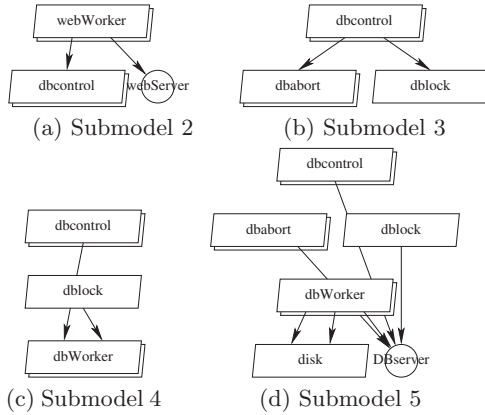 webWorker
dbcontrol
webServer
(a) Submodel 2
dbcontrol
dbabort
dblock
(b) Submodel 3
dbcontrol
dblock
dbWorker
(c) Submodel 4
dbcontrol
dbabort
dblock
dbWorker
disk
DBserver
(d) Submodel 5